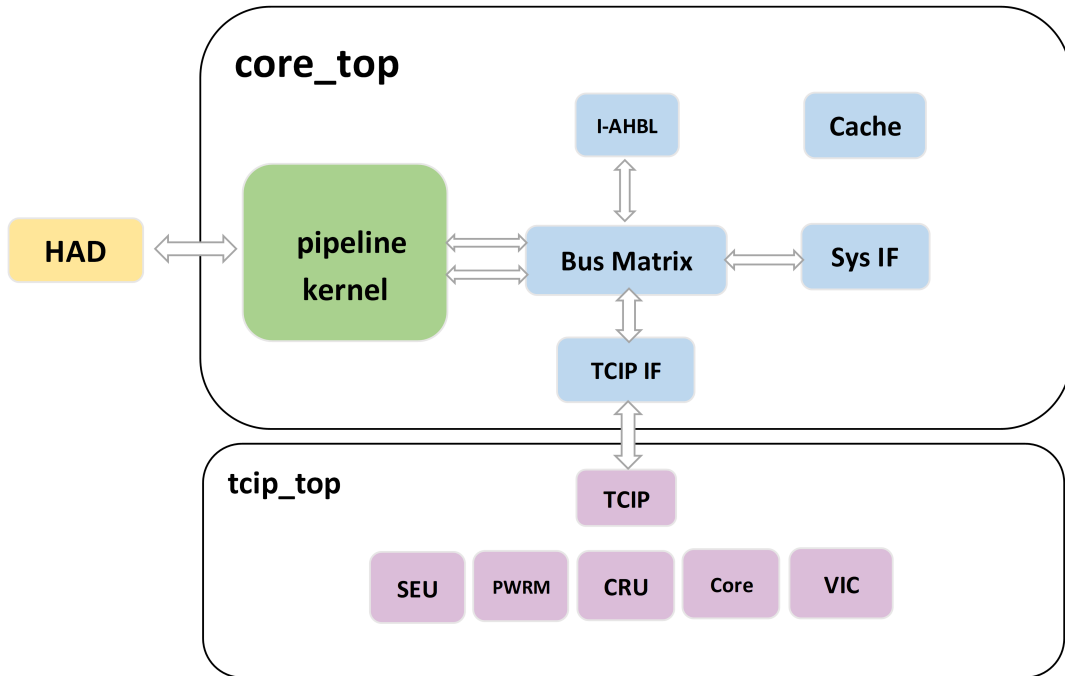 core_top
I-AHBL
Cache
HAD
pipeline
kernel
Bus Matrix
Sys IF
TCIP IF
tcip_top
TCIP
SEU
PWRM
CRU
Core
VIC